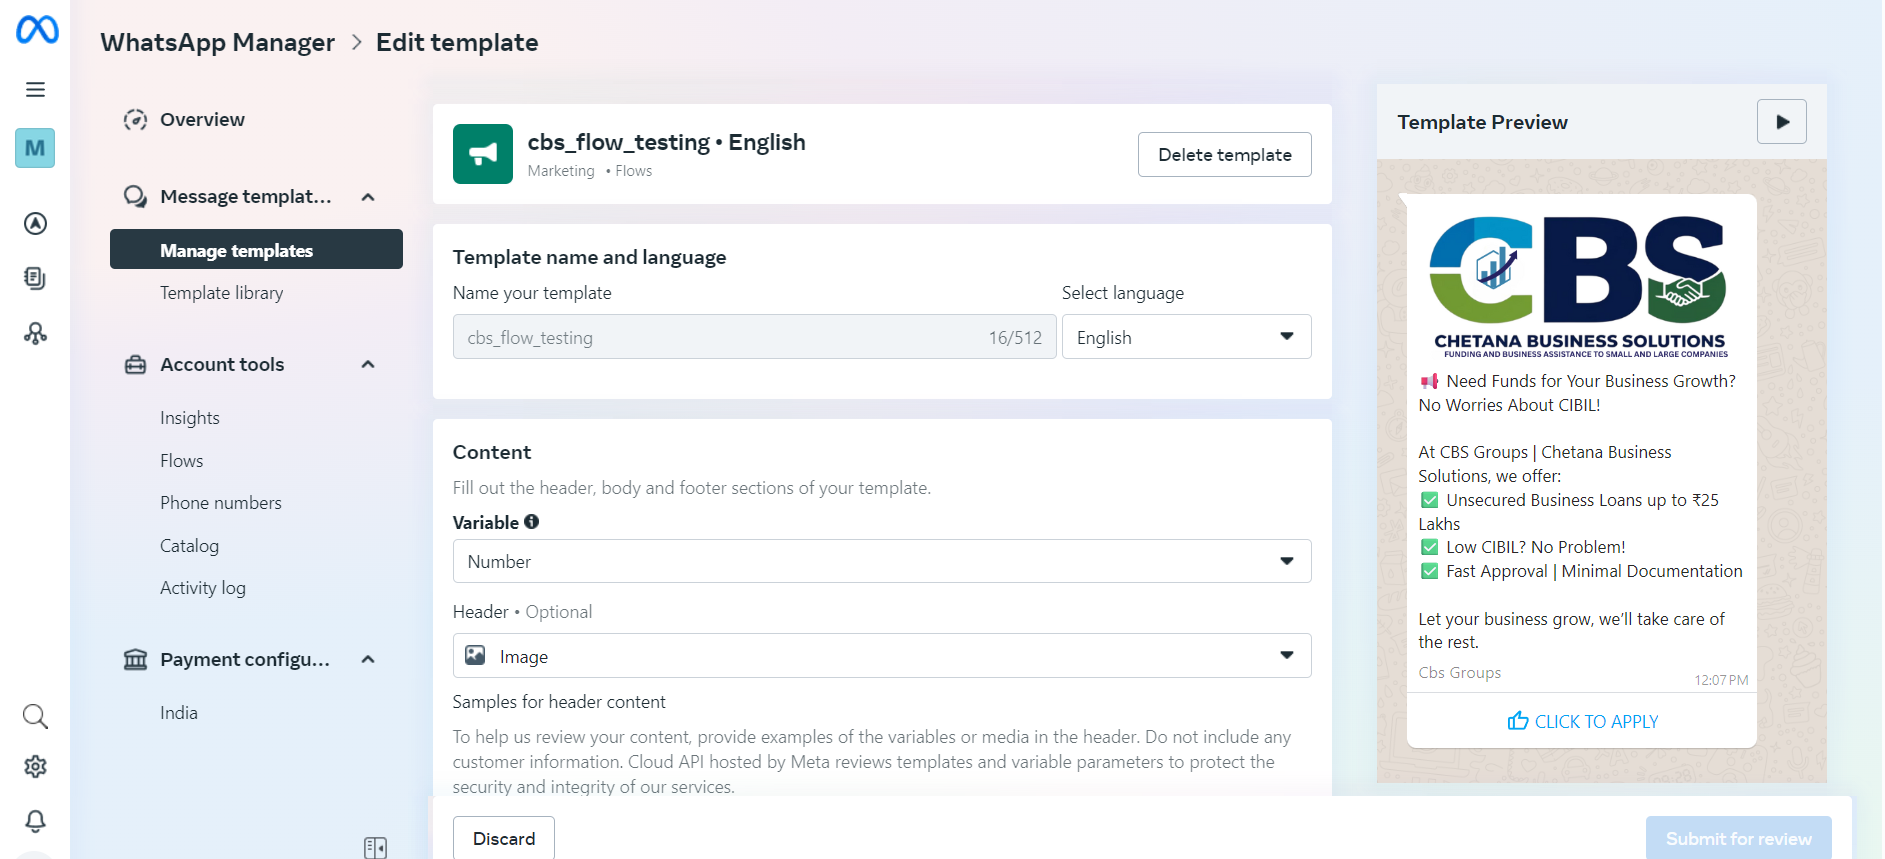 WhatsApp Manager > Edit template
M
Overview
Message templat...
Manage templates
Template library
Account tools
Insights
Flows
Phone numbers
Catalog
Activity log
Payment configu...
India
cbs_flow_testing • English
Marketing • Flows
Delete template
Template name and language
Name your template
Select language
cbs_flow_testing
16/512
English
Content
Fill out the header, body and footer sections of your template.
Variable
Number
Header • Optional
Image
Samples for header content
To help us review your content, provide examples of the variables or media in the header. Do not include any
customer information. Cloud API hosted by Meta reviews templates and variable parameters to protect the
security and integrity of our services.
Discard
Submit for review
Template Preview
CBS
CHETANA BUSINESS SOLUTIONS
FUNDING AND BUSINESS ASSISTANCE TO SMALL AND LARGE COMPANIES
📢 Need Funds for Your Business Growth?
No Worries About CIBIL!
At CBS Groups | Chetana Business
Solutions, we offer:
✅ Unsecured Business Loans up to ₹25
Lakhs
✅ Low CIBIL? No Problem!
✅ Fast Approval | Minimal Documentation
Let your business grow, we’ll take care of
the rest.
Cbs Groups
12:07 PM
CLICK TO APPLY